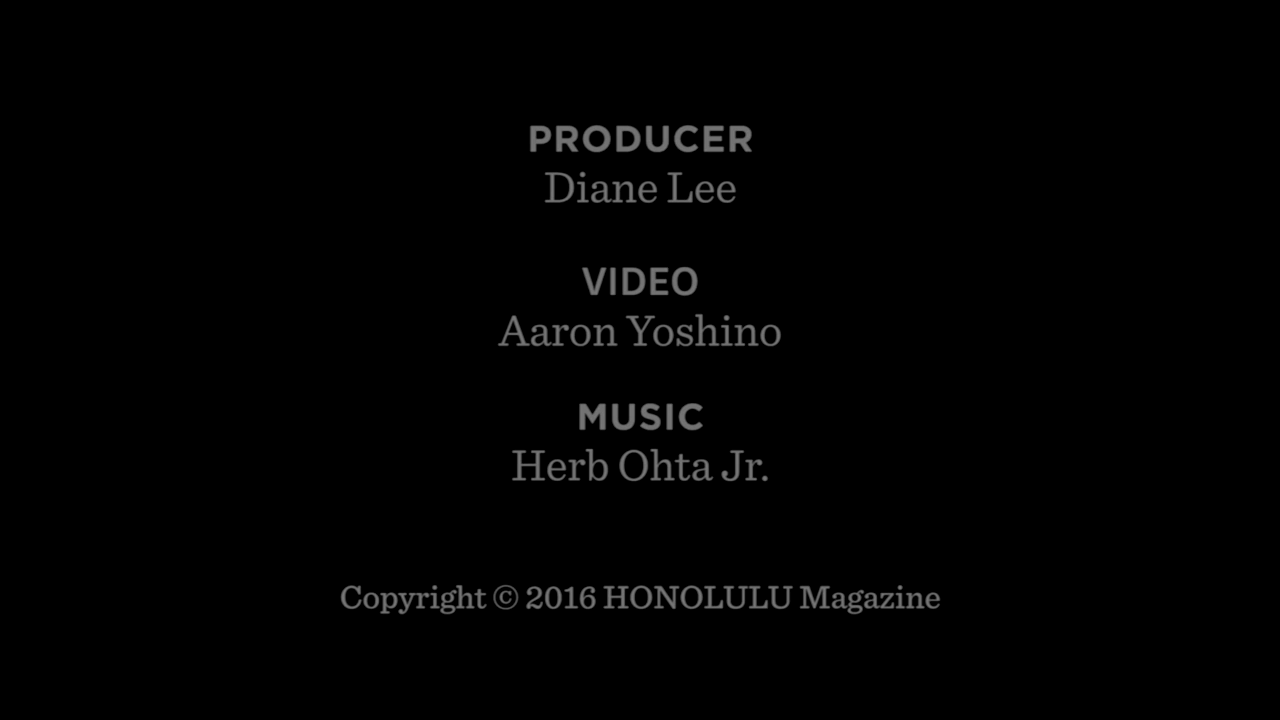 PRODUCER
Diane Lee
VIDEO
Aaron Yoshino
MUSIC
Herb Ohta Jr.
Copyright © 2016 HONOLULU Magazine